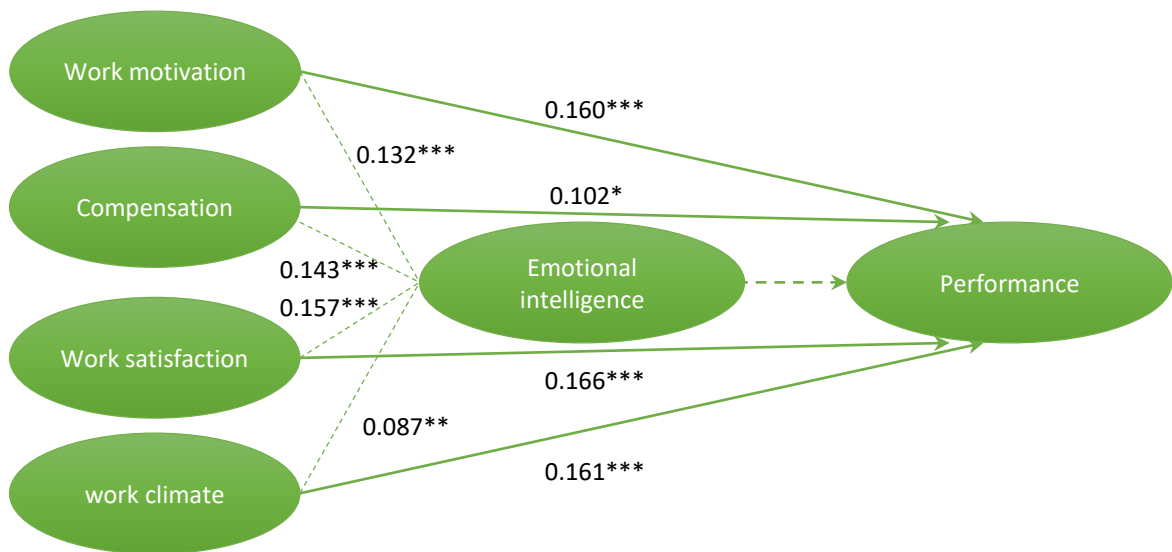 Work motivation
0.160***
0.132***
Compensation
0.102*
0.143***
Emotional
intelligence
Performance
0.157***
Work satisfaction
0.166***
0.087**
work climate
0.161***